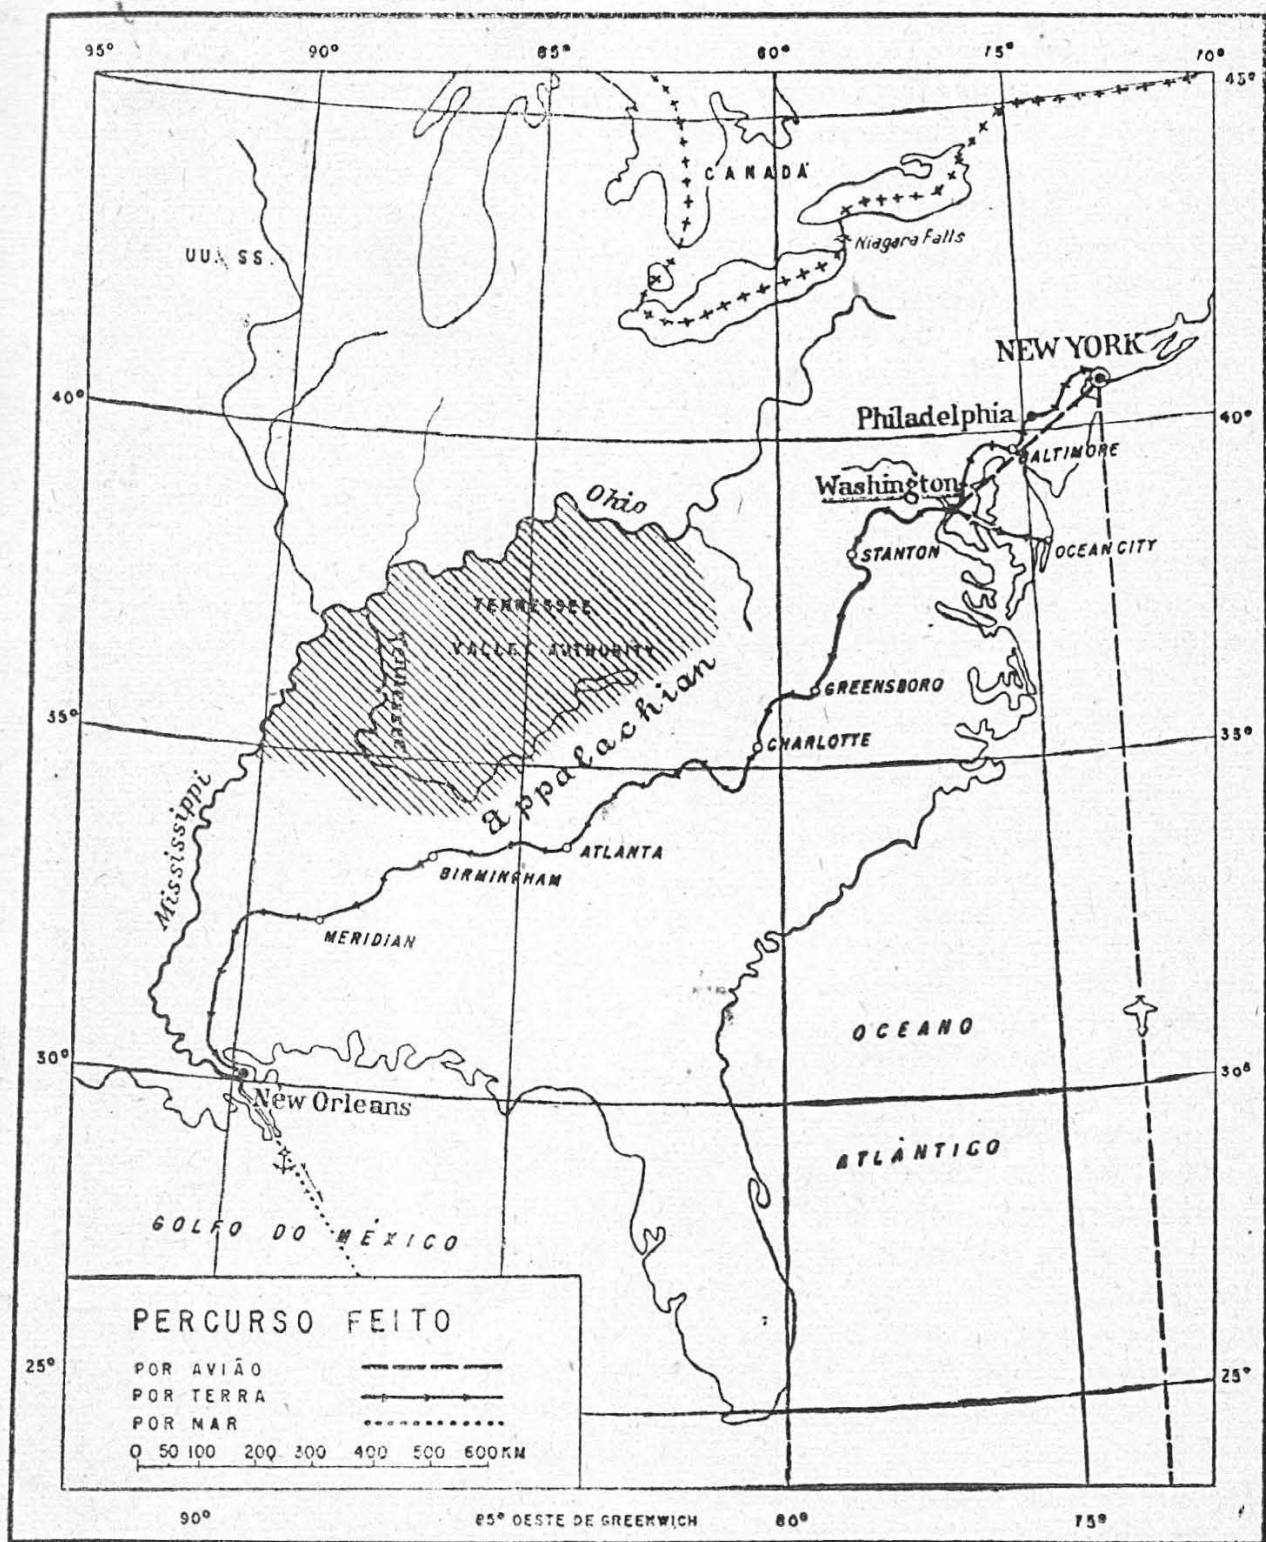 95° 90° 85° 80° 75° 70°
45°
CANADÁ
Niagara Falls
UU. SS.
NEW YORK
40°
Philadelphia
40°
BALTIMORE
Washington
Ohio
STANTON
OCEAN CITY
TENNESSEE
VALLEY AUTHORITY
Tennessee
appalachian
GREENSBORO
35°
CHARLOTTE
35°
Mississippi
ATLANTA
BIRMINGHAM
MERIDIAN
OCEANO
30°
30°
New Orleans
ATLÂNTICO
GOLFO DO MÉXICO
PERCURSO FEITO
25°
POR AVIÃO
25°
POR TERRA
POR MAR
0 50 100 200 300 400 500 600 KM
90° 85° OESTE DE GREENWICH 80° 75°